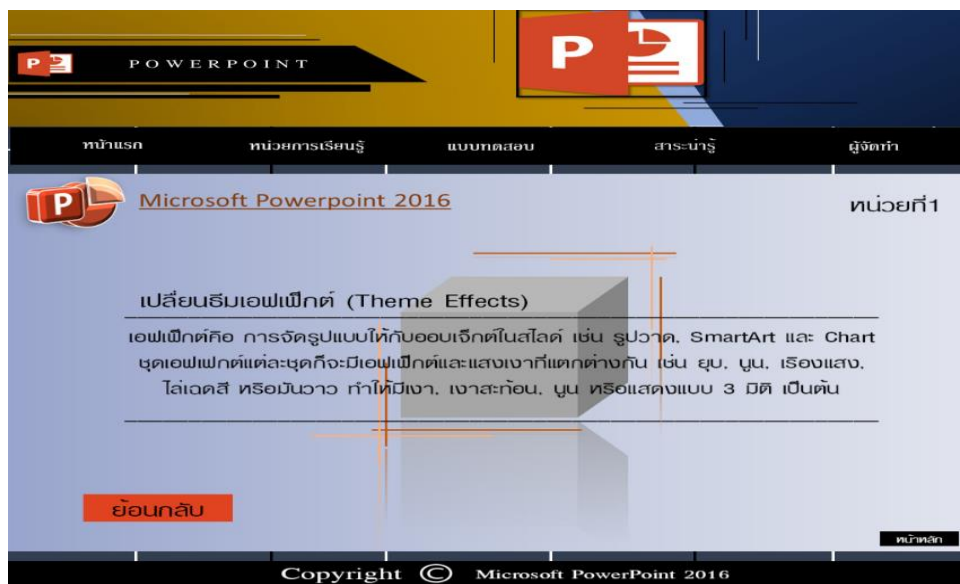 POWERPOINT
หน้าแรก หน่วยการเรียนรู้ แบบทดสอบ สาระน่ารู้ ผู้จัดทำ
Microsoft Powerpoint 2016
หน่วยที่1
เปลี่ยนธีมเอฟเฟ็กต์ (Theme Effects)
เอฟเฟ็กต์คือ การจัดรูปแบบให้กับออบเจ็กต์ในสไลด์ เช่น รูปวาด, SmartArt และ Chart
ชุดเอฟเฟกต์แต่ละชุดก็จะมีเอฟเฟ็กต์และแสงเงาที่แตกต่างกัน เช่น ยุบ, นูน, เรืองแสง,
ไล่เฉดสี หรือมันวาว ทำให้มีเงา, เงาสะท้อน, นูน หรือแสดงแบบ 3 มิติ เป็นต้น
ย้อนกลับ
หน้าหลัก
Copyright © Microsoft PowerPoint 2016